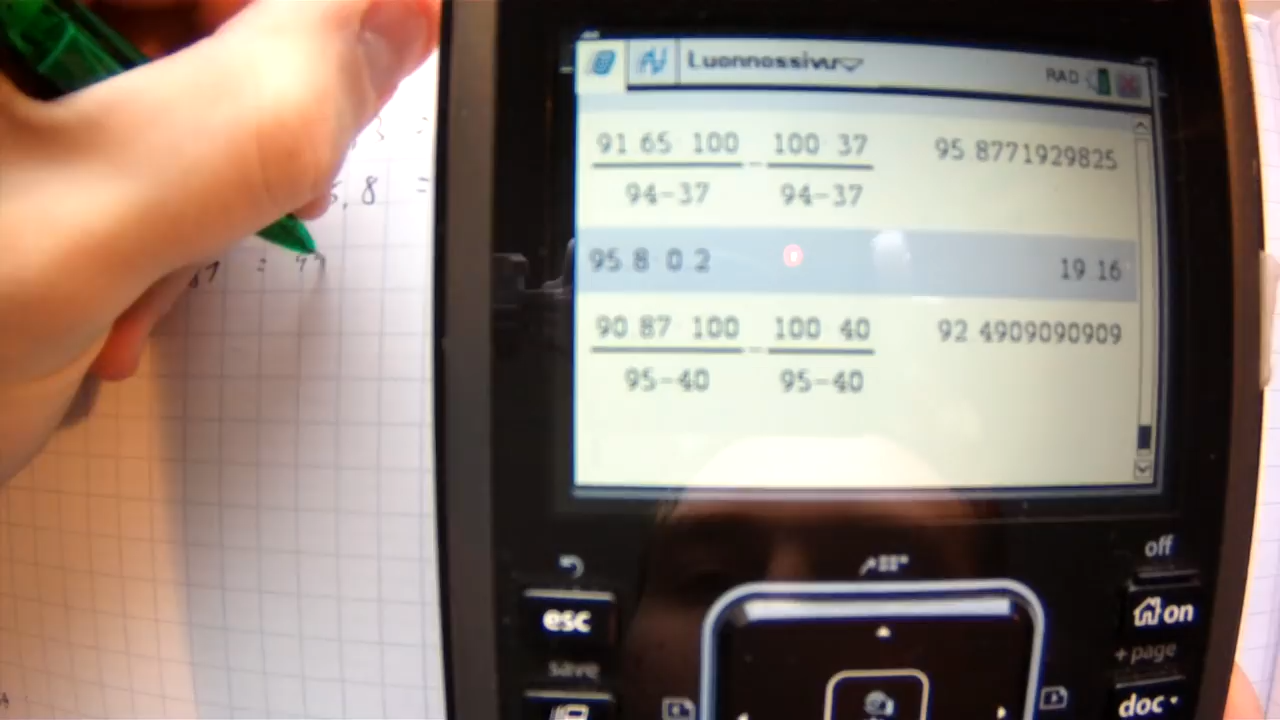 Luonnossivu
RAD
91 65 100 100 37
- 95 8771929825
94-37 94-37
95 8 0 2 19 16
90 87 100 100 40
- 92 4909090909
95-40 95-40
, 8 =
=
off
esc
on
save
+ page
doc